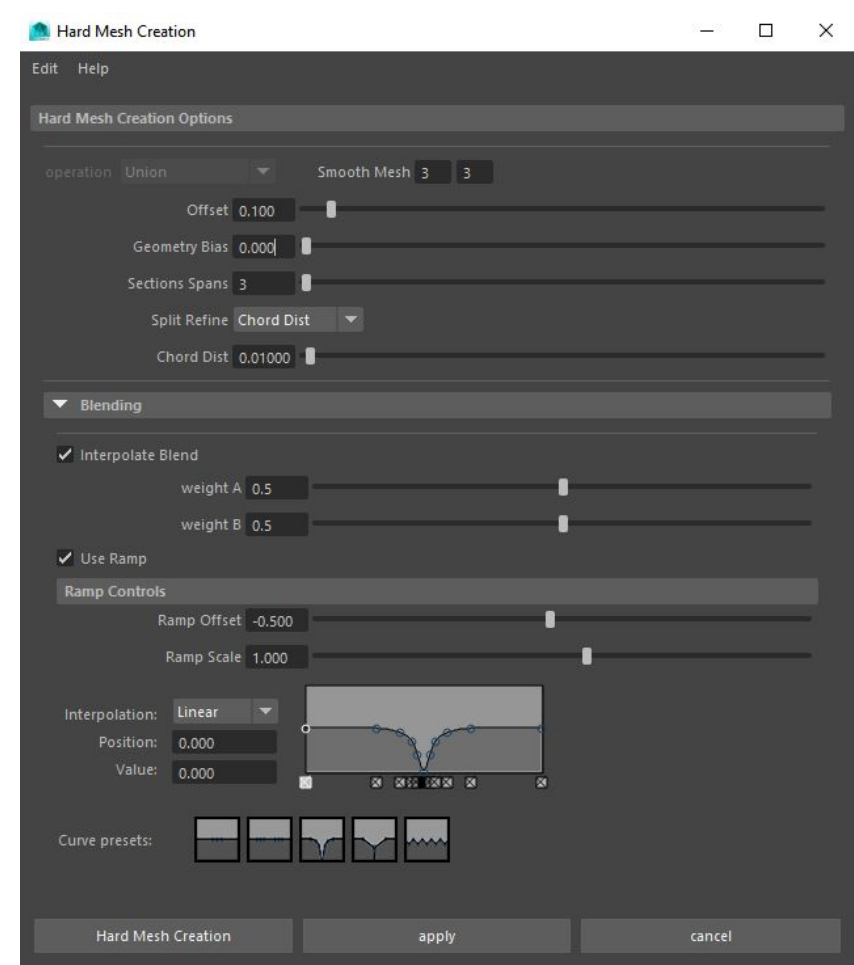 Hard Mesh Creation
Edit Help
Hard Mesh Creation Options
operation Union Smooth Mesh 3 3
Offset 0.100
Geometry Bias 0.000
Sections Spans 3
Split Refine Chord Dist
Chord Dist 0.01000
Blending
Interpolate Blend
weight A 0.5
weight B 0.5
Use Ramp
Ramp Controls
Ramp Offset -0.500
Ramp Scale 1.000
Interpolation: Linear
Position: 0.000
Value: 0.000
Curve presets:
Hard Mesh Creation apply cancel